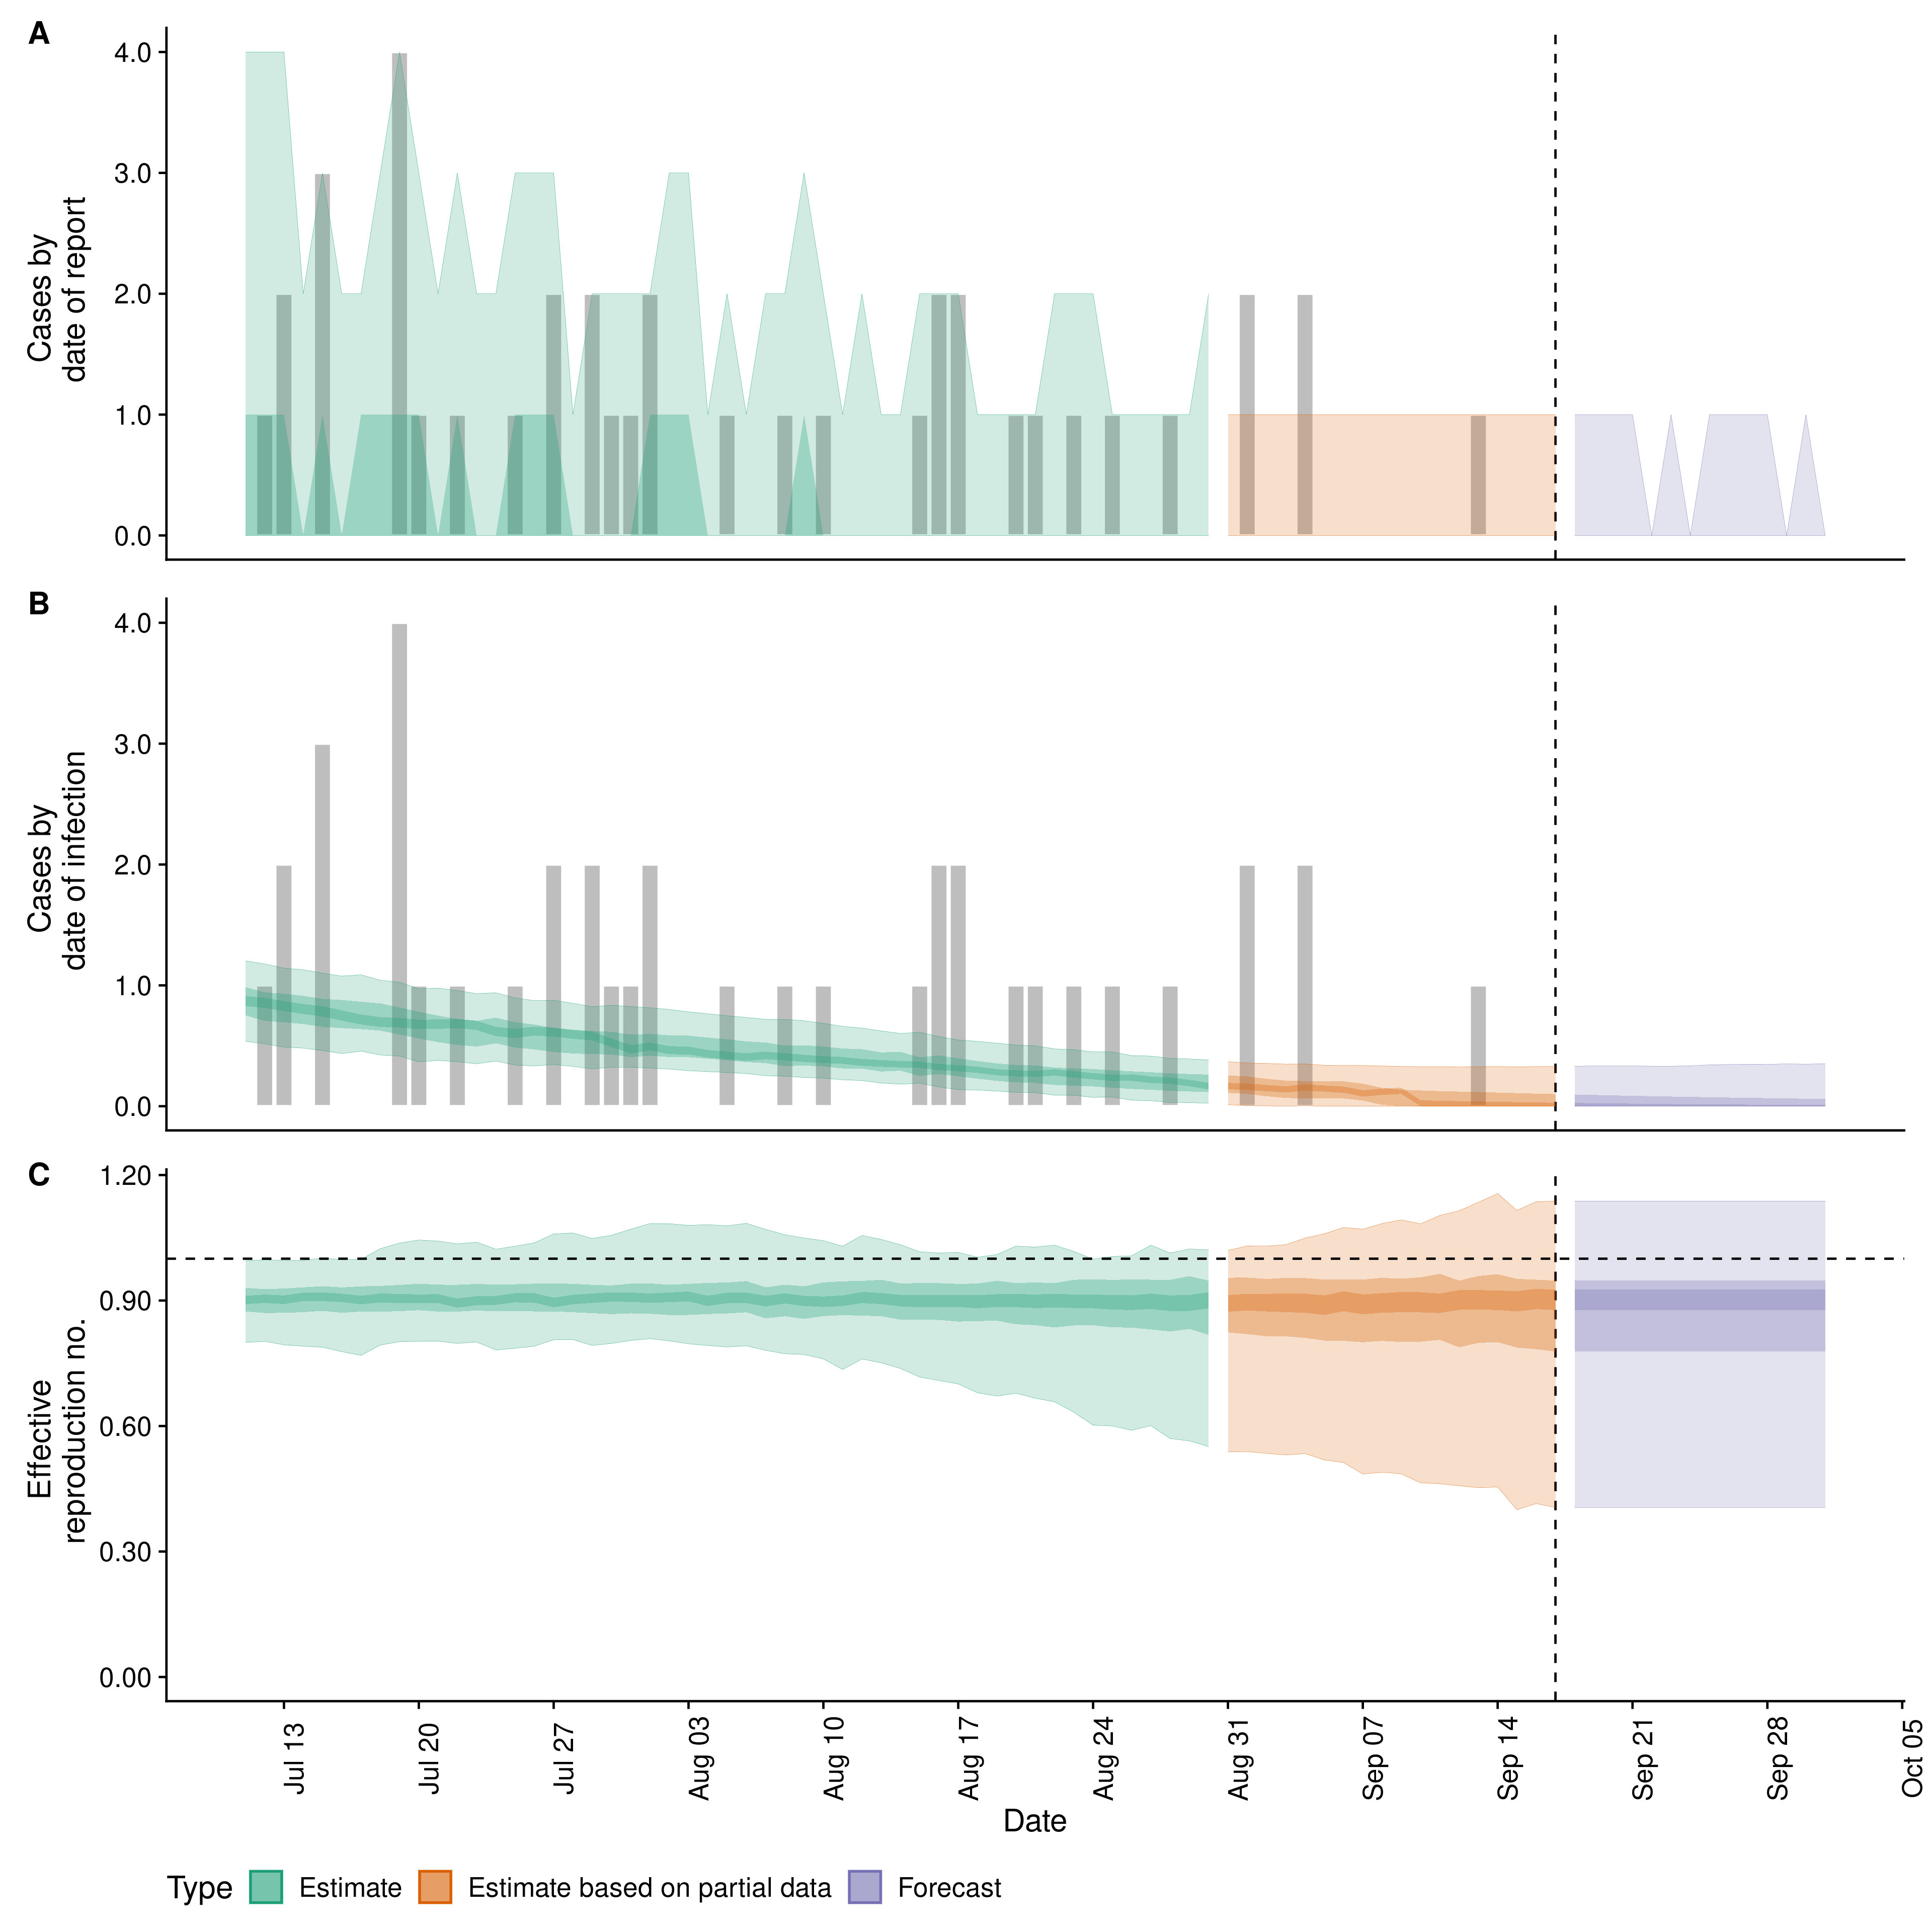 A
4.0
3.0
2.0
1.0
0.0
Cases by
date of report
B
4.0
3.0
2.0
1.0
0.0
Cases by
date of infection
C
1.20
0.90
0.60
0.30
0.00
Effective
reproduction no.
Jul 13
Jul 20
Jul 27
Aug 03
Aug 10
Aug 17
Aug 24
Aug 31
Sep 07
Sep 14
Sep 21
Sep 28
Oct 05
Date
Type Estimate Estimate based on partial data Forecast